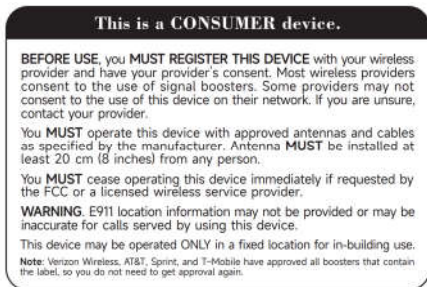 This is a CONSUMER device.
BEFORE USE, you MUST REGISTER THIS DEVICE with your wireless
provider and have your provider's consent. Most wireless providers
consent to the use of signal boosters. Some providers may not
consent to the use of this device on their network. If you are unsure,
contact your provider.
You MUST operate this device with approved antennas and cables
as specified by the manufacturer. Antenna MUST be installed at
least 20 cm (8 inches) from any person.
You MUST cease operating this device immediately if requested by
the FCC or a licensed wireless service provider.
WARNING. E911 location information may not be provided or may be
inaccurate for calls served by using this device.
This device may be operated ONLY in a fixed location for in-building use.
Note: Verizon Wireless, AT&T, Sprint, and T-Mobile have approved all boosters that contain
the label, so you do not need to get approval again.